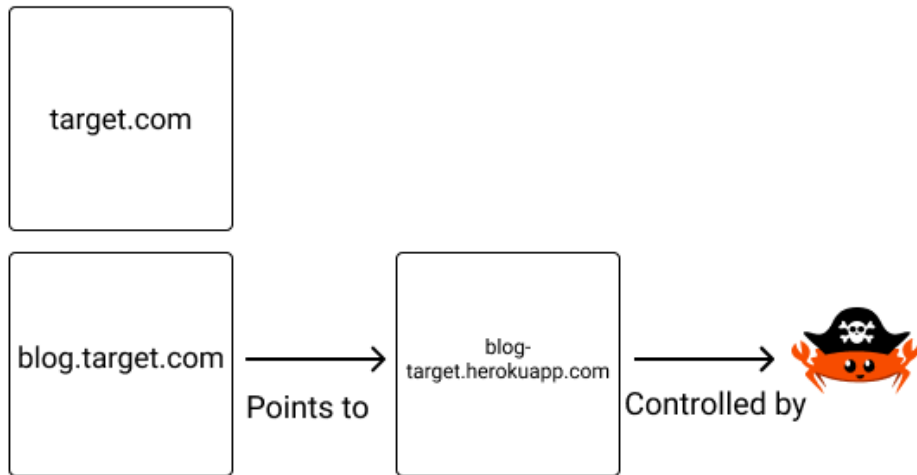 target.com
blog.target.com
Points to
blog-
target.herokuapp.com
Controlled by